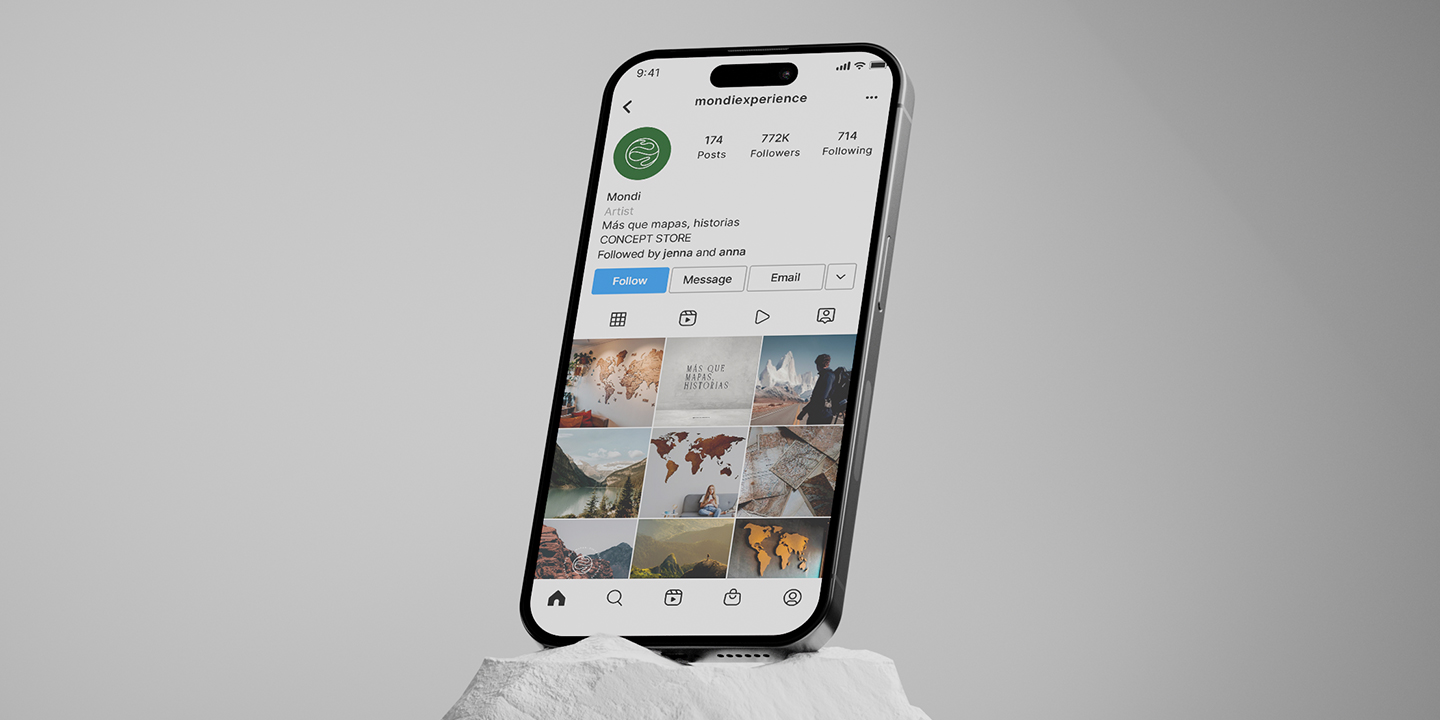 9:41
mondiexperience
174 772K 714
Posts Followers Following
Mondi
Artist
Más que mapas, historias
CONCEPT STORE
Followed by jenna and anna
Follow Message Email
MÁS QUE
MAPAS,
HISTORIAS